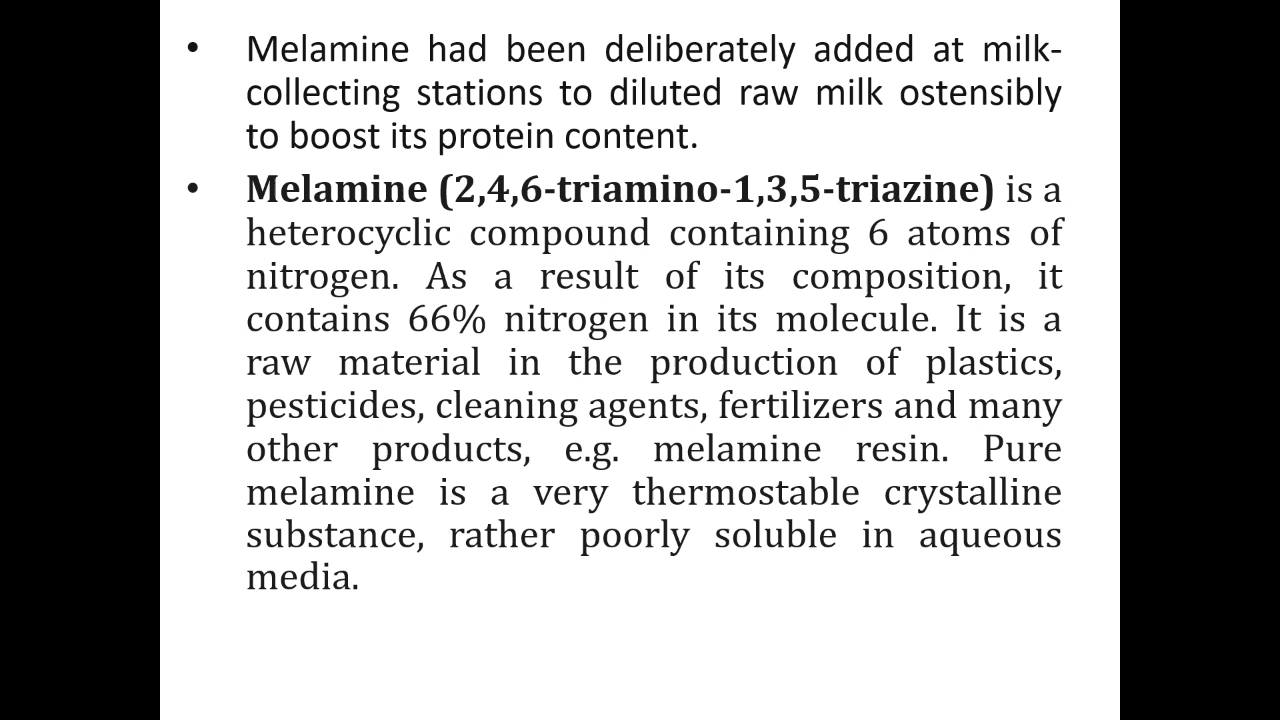 • Melamine had been deliberately added at milk-
collecting stations to diluted raw milk ostensibly
to boost its protein content.
• Melamine (2,4,6-triamino-1,3,5-triazine) is a
heterocyclic compound containing 6 atoms of
nitrogen. As a result of its composition, it
contains 66% nitrogen in its molecule. It is a
raw material in the production of plastics,
pesticides, cleaning agents, fertilizers and many
other products, e.g. melamine resin. Pure
melamine is a very thermostable crystalline
substance, rather poorly soluble in aqueous
media.